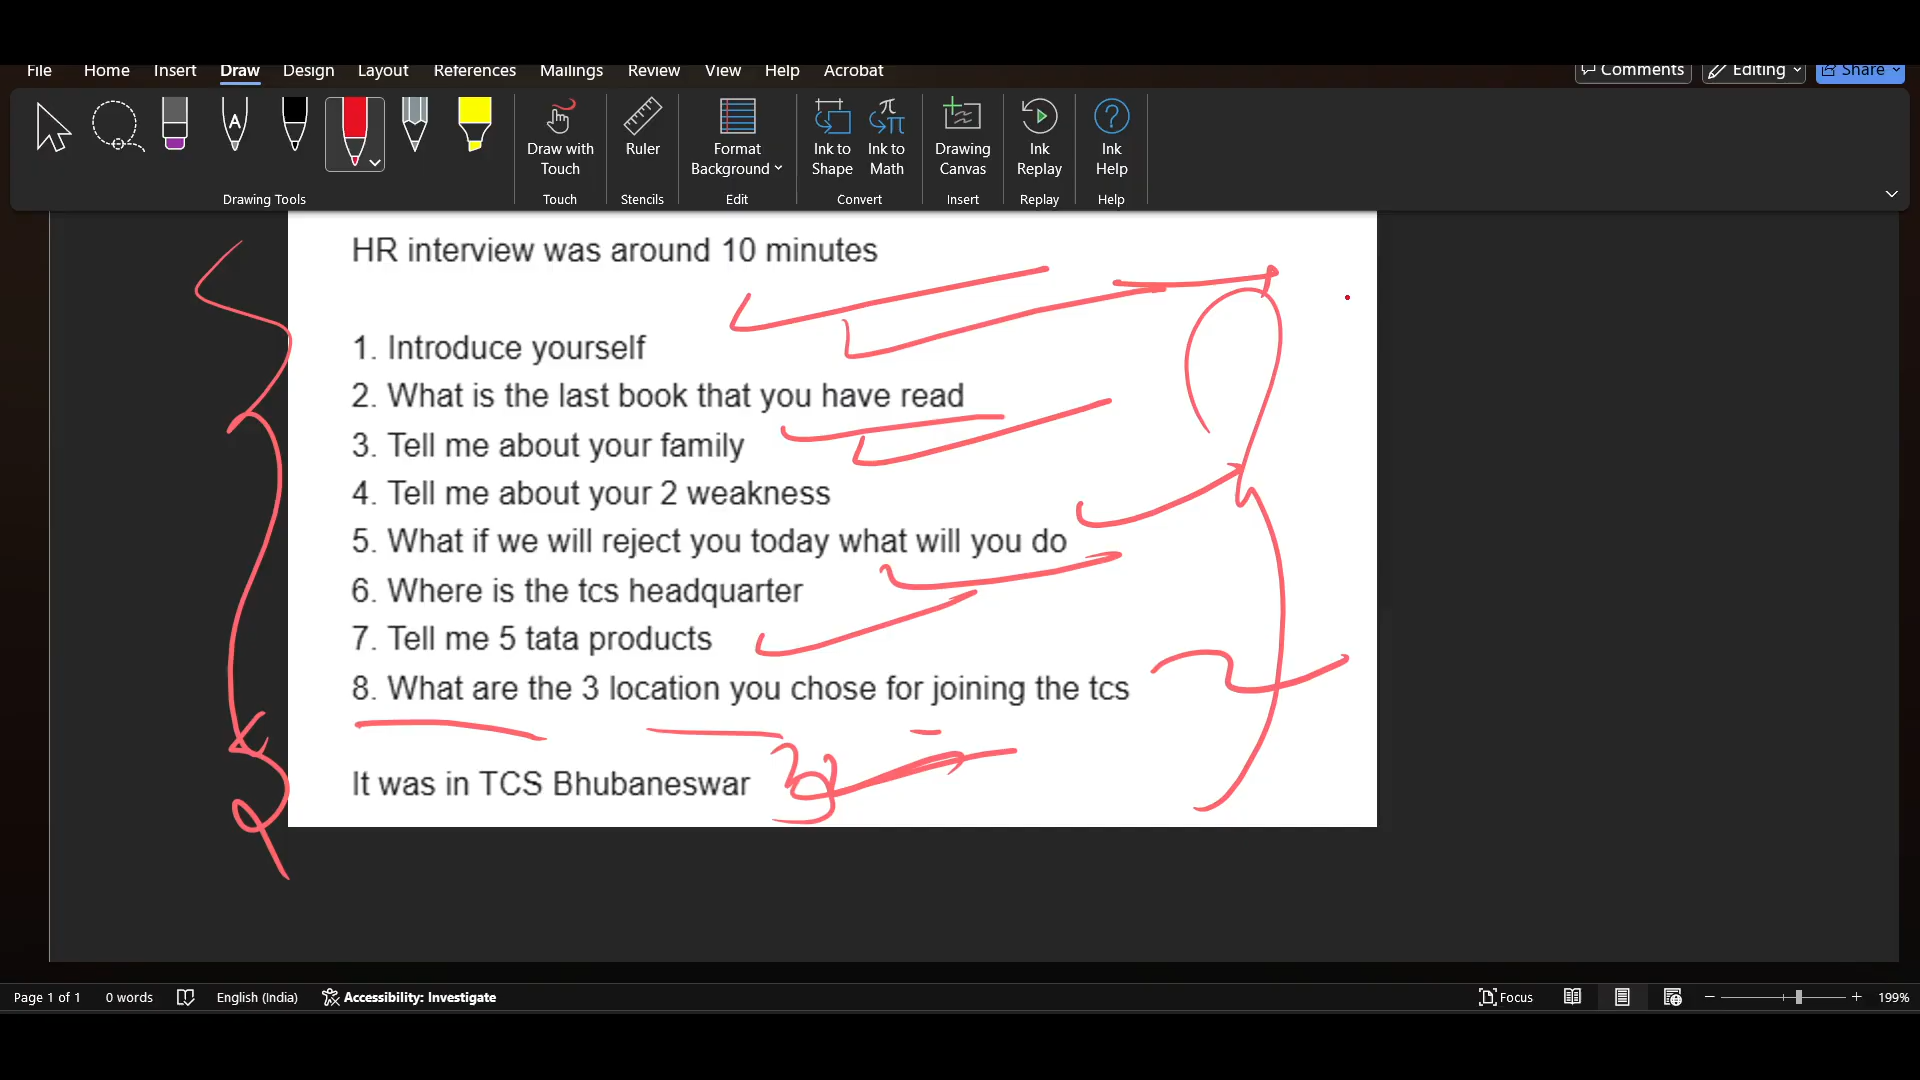 File Home Insert Draw Design Layout References Mailings Review View Help Acrobat Comments Editing Share
A
Draw with Touch
Ruler
Format Background
Ink to Shape
Ink to Math
Drawing Canvas
Ink Replay
Ink Help
Drawing Tools Touch Stencils Edit Convert Insert Replay Help
HR interview was around 10 minutes
1. Introduce yourself
2. What is the last book that you have read
3. Tell me about your family
4. Tell me about your 2 weakness
5. What if we will reject you today what will you do
6. Where is the tcs headquarter
7. Tell me 5 tata products
8. What are the 3 location you chose for joining the tcs
It was in TCS Bhubaneswar
Page 1 of 1 0 words English (India) Accessibility: Investigate Focus 199%